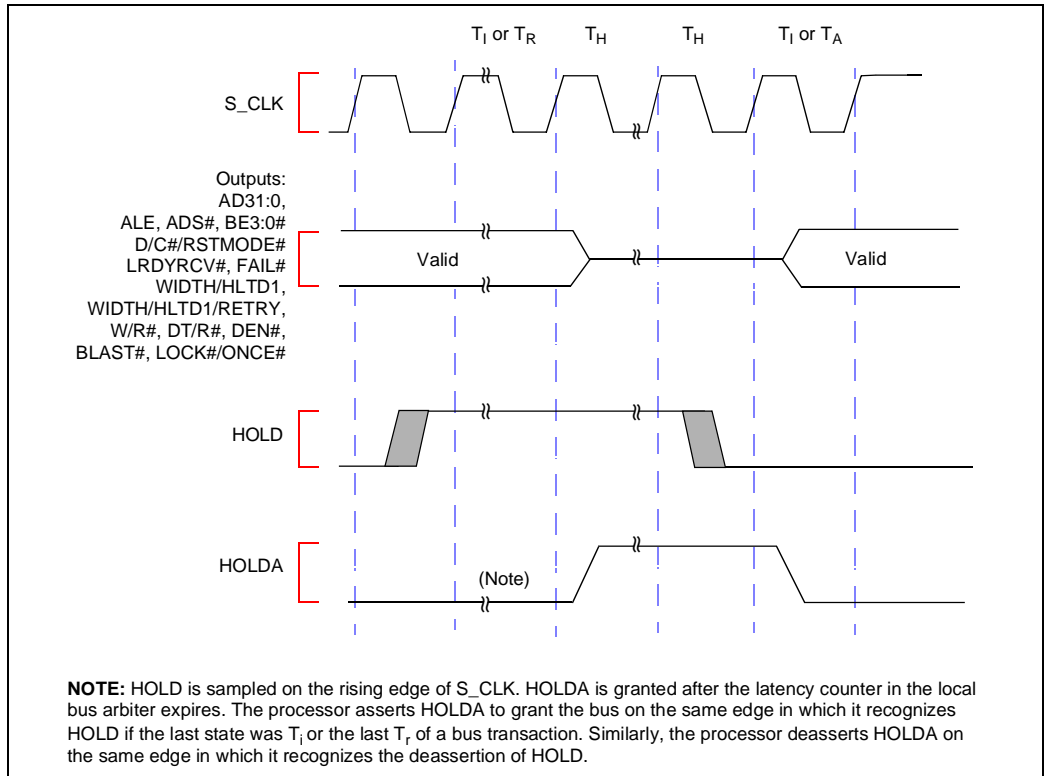 T_I or T_R T_H T_H T_I or T_A
S_CLK
Outputs:
AD31:0,
ALE, ADS#, BE3:0#
D/C#/RSTMODE#
LRDYRCV#, FAIL#
WIDTH/HLTD1,
WIDTH/HLTD1/RETRY,
W/R#, DT/R#, DEN#,
BLAST#, LOCK#/ONCE#
Valid Valid
HOLD
HOLDA
(Note)
NOTE: HOLD is sampled on the rising edge of S_CLK. HOLDA is granted after the latency counter in the local
bus arbiter expires. The processor asserts HOLDA to grant the bus on the same edge in which it recognizes
HOLD if the last state was T_i or the last T_r of a bus transaction. Similarly, the processor deasserts HOLDA on
the same edge in which it recognizes the deassertion of HOLD.